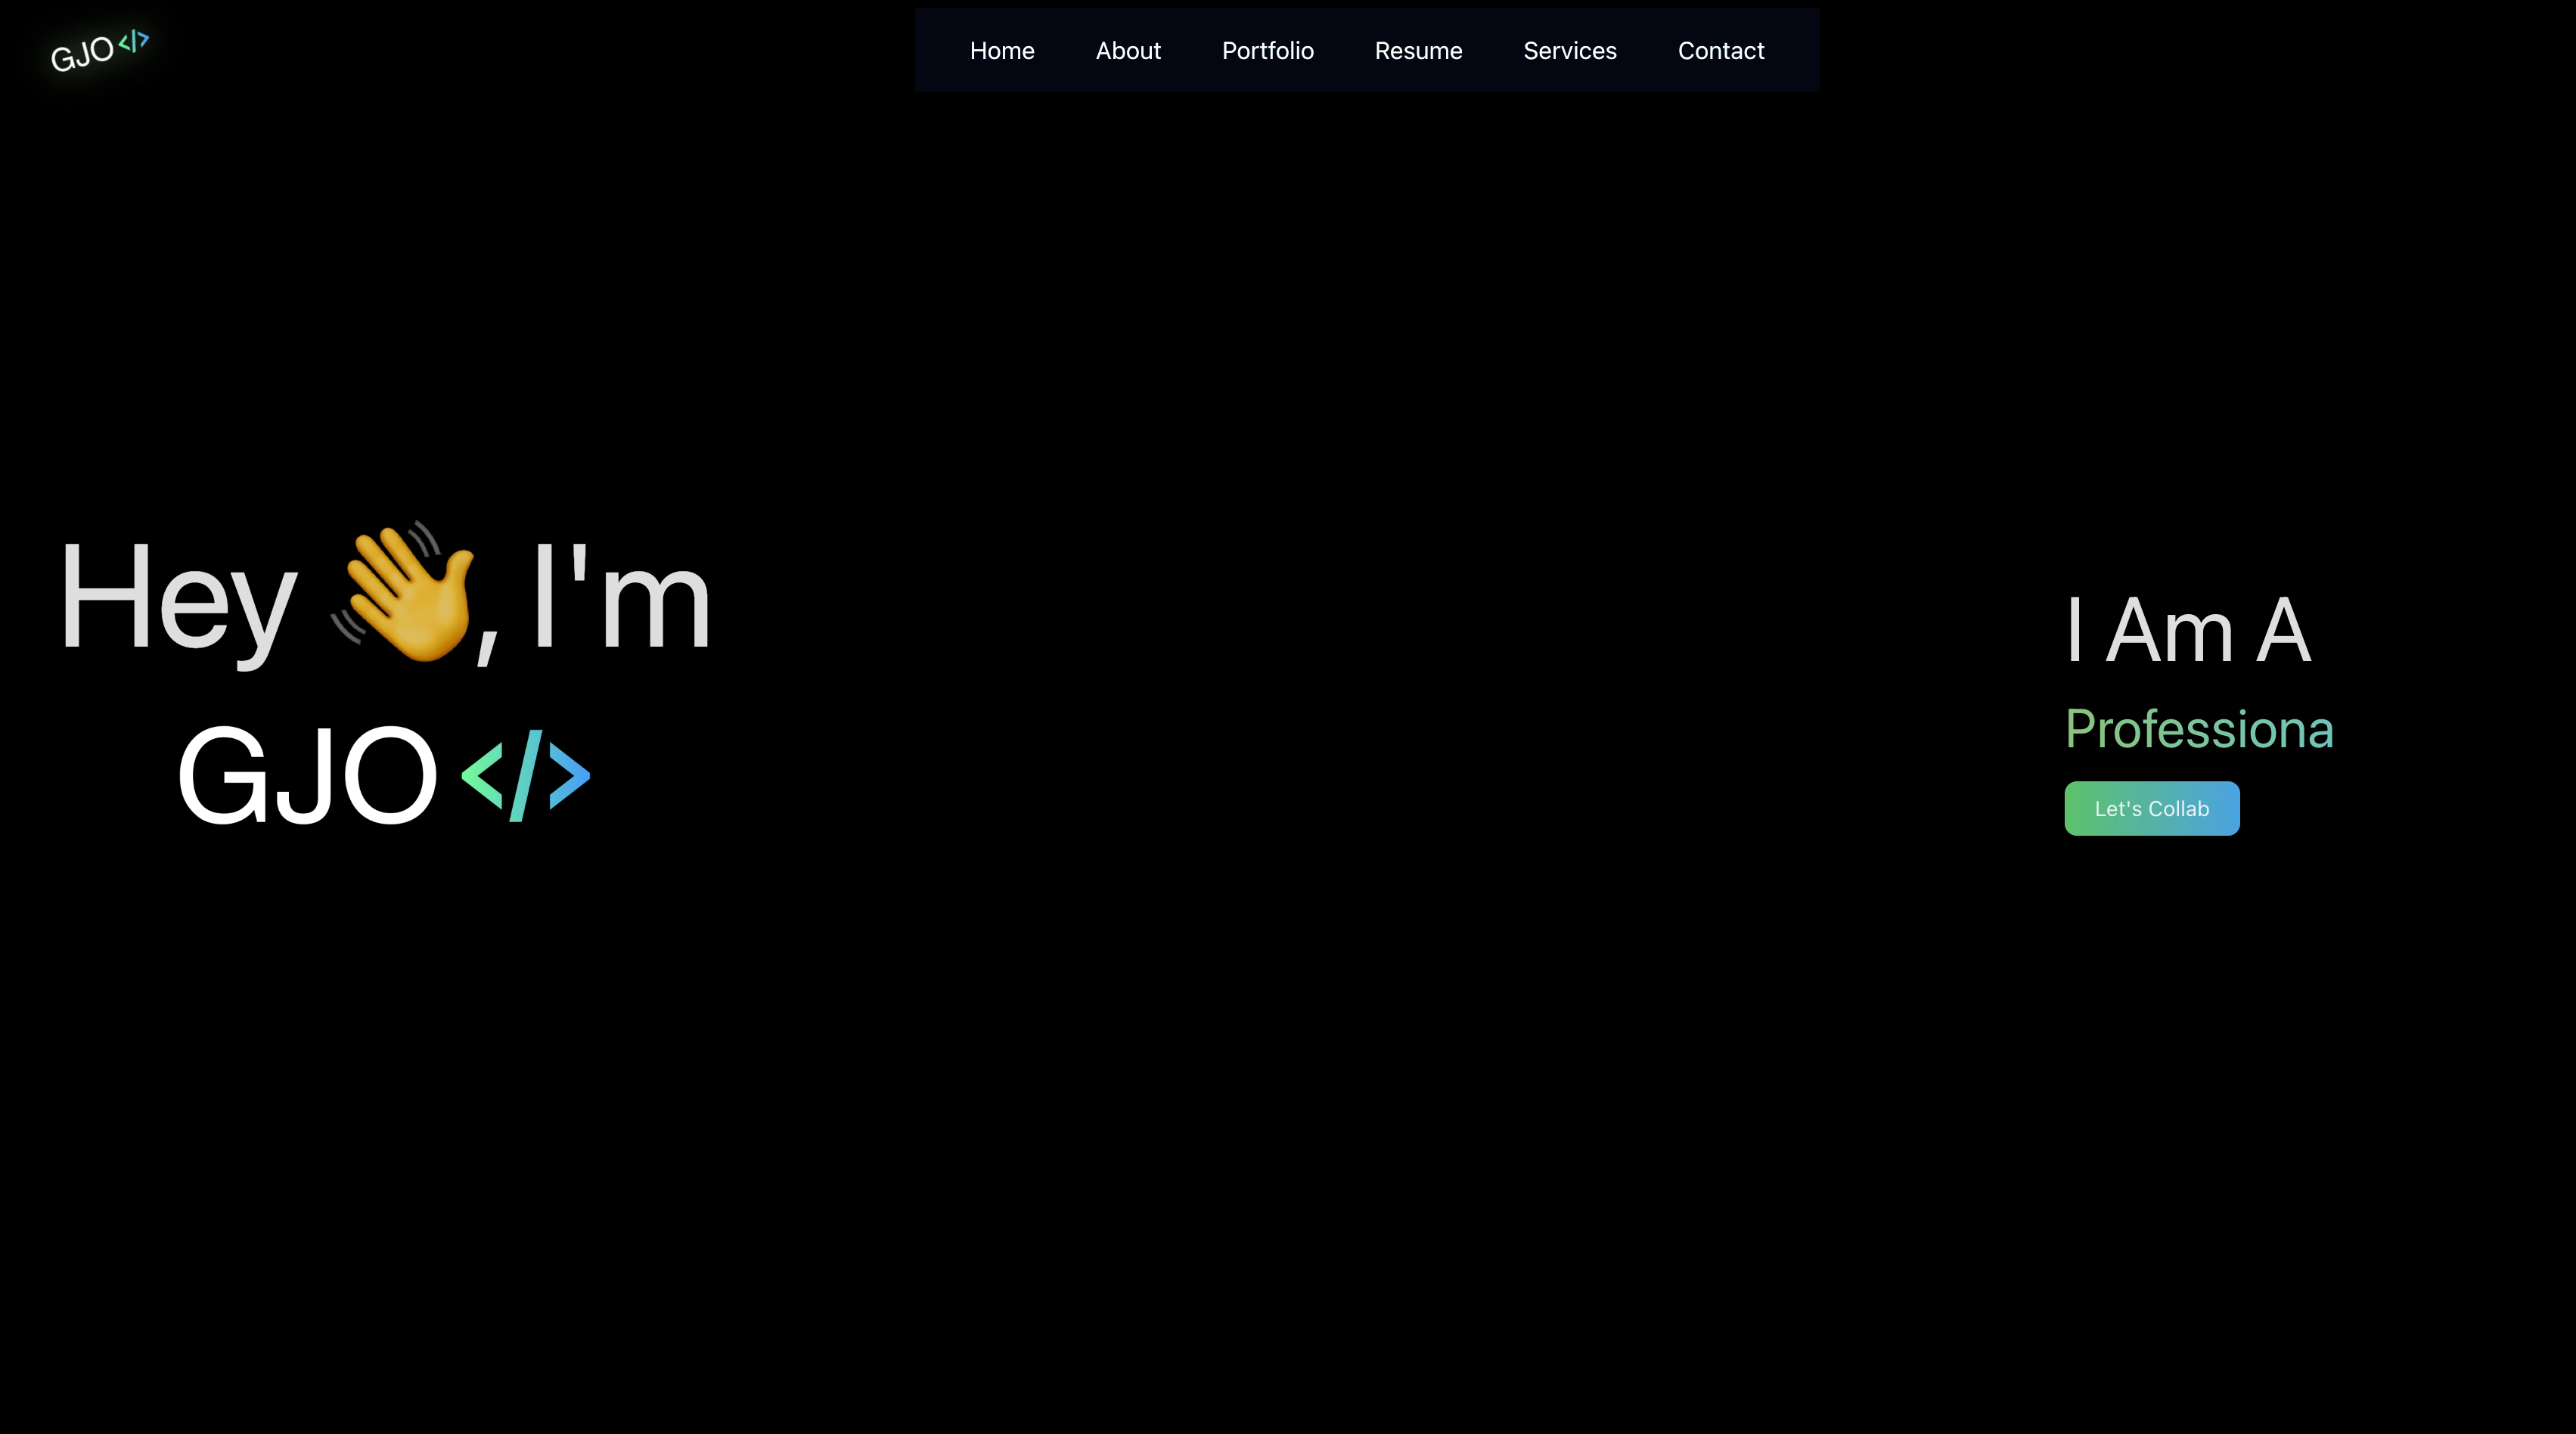 GJO</>
Home About Portfolio Resume Services Contact
Hey 👋, I'm
GJO </>
I Am A
Professiona
Let's Collab